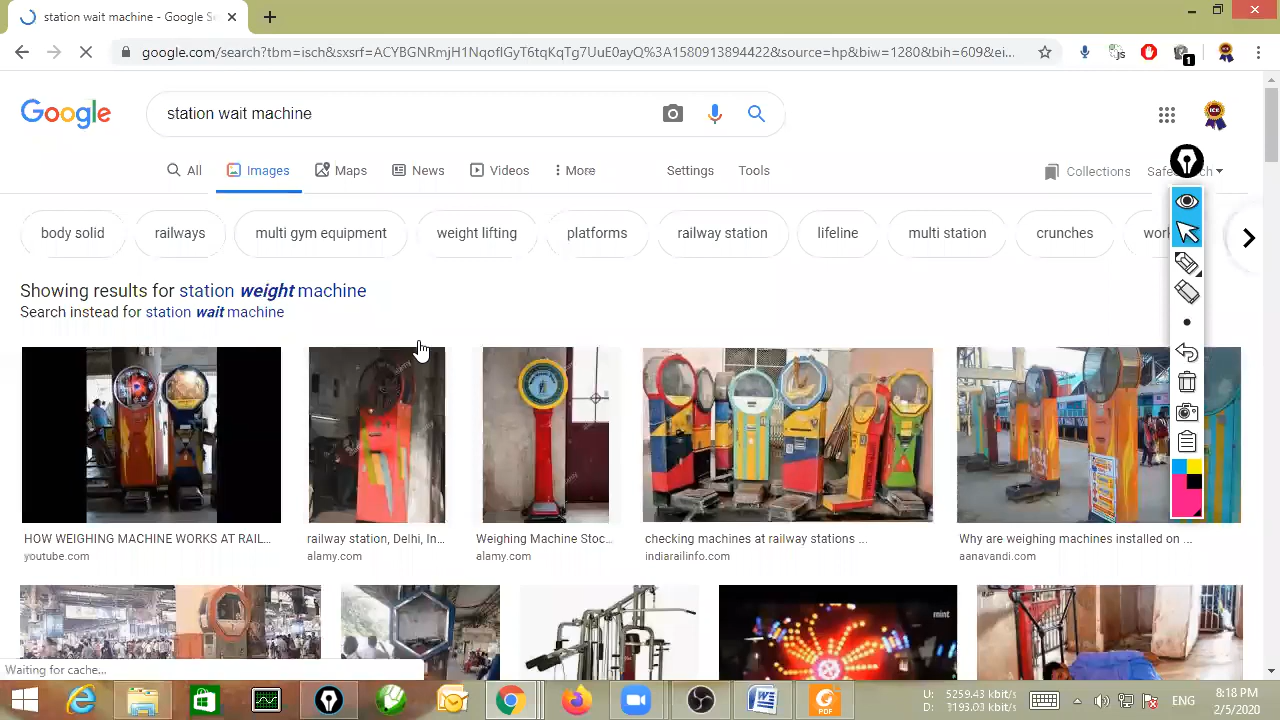 station wait machine - Google Se
google.com/search?tbm=isch&sxsrf=ACYBGNRmjH1NqoflGyT6tqKqTg7UuE0ayQ%3A1580913894422&source=hp&biw=1280&bih=609&ei...
JS
1
Google
station wait machine
All
Images
Maps
News
Videos
More
Settings
Tools
Collections
body solid
railways
multi gym equipment
weight lifting
platforms
railway station
lifeline
multi station
crunches
Showing results for station weight machine
Search instead for station wait machine
HOW WEIGHING MACHINE WORKS AT RAIL...
youtube.com
railway station, Delhi, In...
alamy.com
Weighing Machine Stoc...
alamy.com
checking machines at railway stations ...
indiarailinfo.com
Why are weighing machines installed on ...
aanavandi.com
mint
Waiting for cache...
PDF
U: 5259.43 kbit/s
D: 1193.03 kbit/s
ENG
8:18 PM
2/5/2020